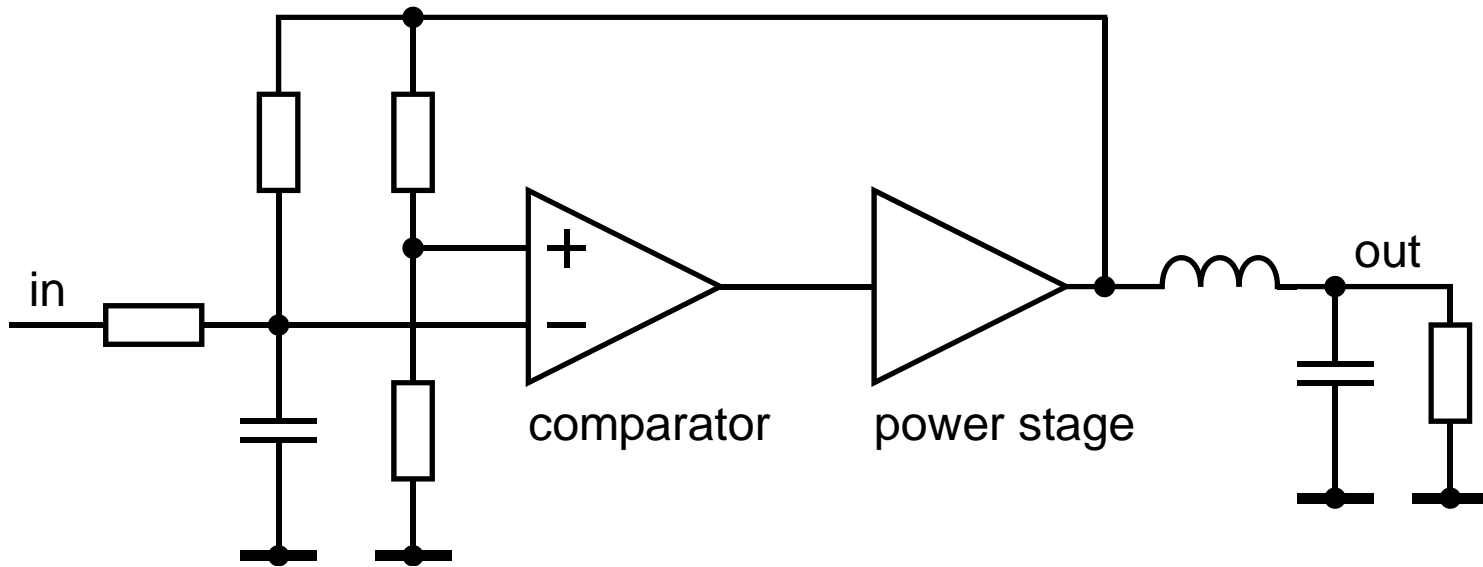 in
+
−
out
comparator
power stage